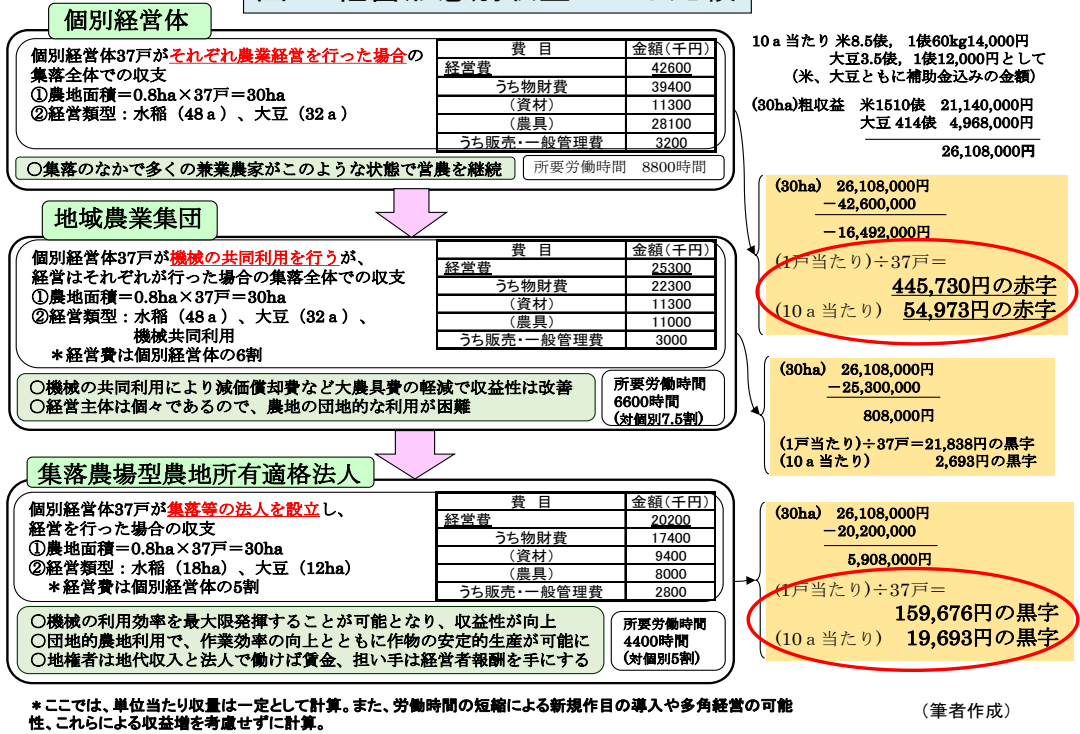 個別経営体
個別経営体37戸がそれぞれ農業経営を行った場合の
集落全体での収支
①農地面積＝0.8ha×37戸＝30ha
②経営類型：水稲（48ａ）、大豆（32ａ）
費　目　金額（千円）
経営費　42600
うち物財費　39400
（資材）　11300
（農具）　28100
うち販売・一般管理費　3200
〇集落のなかで多くの兼業農家がこのような状態で営農を継続
所要労働時間　8800時間
10ａ当たり 米8.5俵，　1俵60kg14,000円
大豆3.5俵，　1俵12,000円として
（米、大豆ともに補助金込みの金額）
(30ha)粗収益　米1510俵　21,140,000円
大豆 414俵　4,968,000円
26,108,000円
(30ha)　26,108,000円
－42,600,000
－16,492,000円
(1戸当たり)÷37戸＝
445,730円の赤字
(10ａ当たり)　54,973円の赤字
地域農業集団
個別経営体37戸が機械の共同利用を行うが、
経営はそれぞれが行った場合の集落全体での収支
①農地面積＝0.8ha×37戸＝30ha
②経営類型：水稲（48ａ）、大豆（32ａ）、
機械共同利用
＊経営費は個別経営体の6割
費　目　金額（千円）
経営費　25300
うち物財費　22300
（資材）　11300
（農具）　11000
うち販売・一般管理費　3000
〇機械の共同利用により減価償却費など大農具費の軽減で収益性は改善
〇経営主体は個々であるので、農地の団地的な利用が困難
所要労働時間
6600時間
(対個別7.5割)
(30ha)　26,108,000円
－25,300,000
808,000円
(1戸当たり)÷37戸＝21,838円の黒字
(10ａ当たり)　2,693円の黒字
集落農場型農地所有適格法人
個別経営体37戸が集落等の法人を設立し、
経営を行った場合の収支
①農地面積＝0.8ha×37戸＝30ha
②経営類型：水稲（18ha）、大豆（12ha）
＊経営費は個別経営体の5割
費　目　金額（千円）
経営費　20200
うち物財費　17400
（資材）　9400
（農具）　8000
うち販売・一般管理費　2800
〇機械の利用効率を最大限発揮することが可能となり、収益性が向上
〇団地的農地利用で、作業効率の向上とともに作物の安定的生産が可能に
〇地権者は地代収入と法人で働けば賃金、担い手は経営者報酬を手にする
所要労働時間
4400時間
(対個別5割)
(30ha)　26,108,000円
－20,200,000
5,908,000円
(1戸当たり)÷37戸＝
159,676円の黒字
(10ａ当たり)　19,693円の黒字
＊ここでは、単位当たり収量は一定として計算。また、労働時間の短縮による新規作目の導入や多角経営の可能
性、これらによる収益増を考慮せずに計算。
（筆者作成）